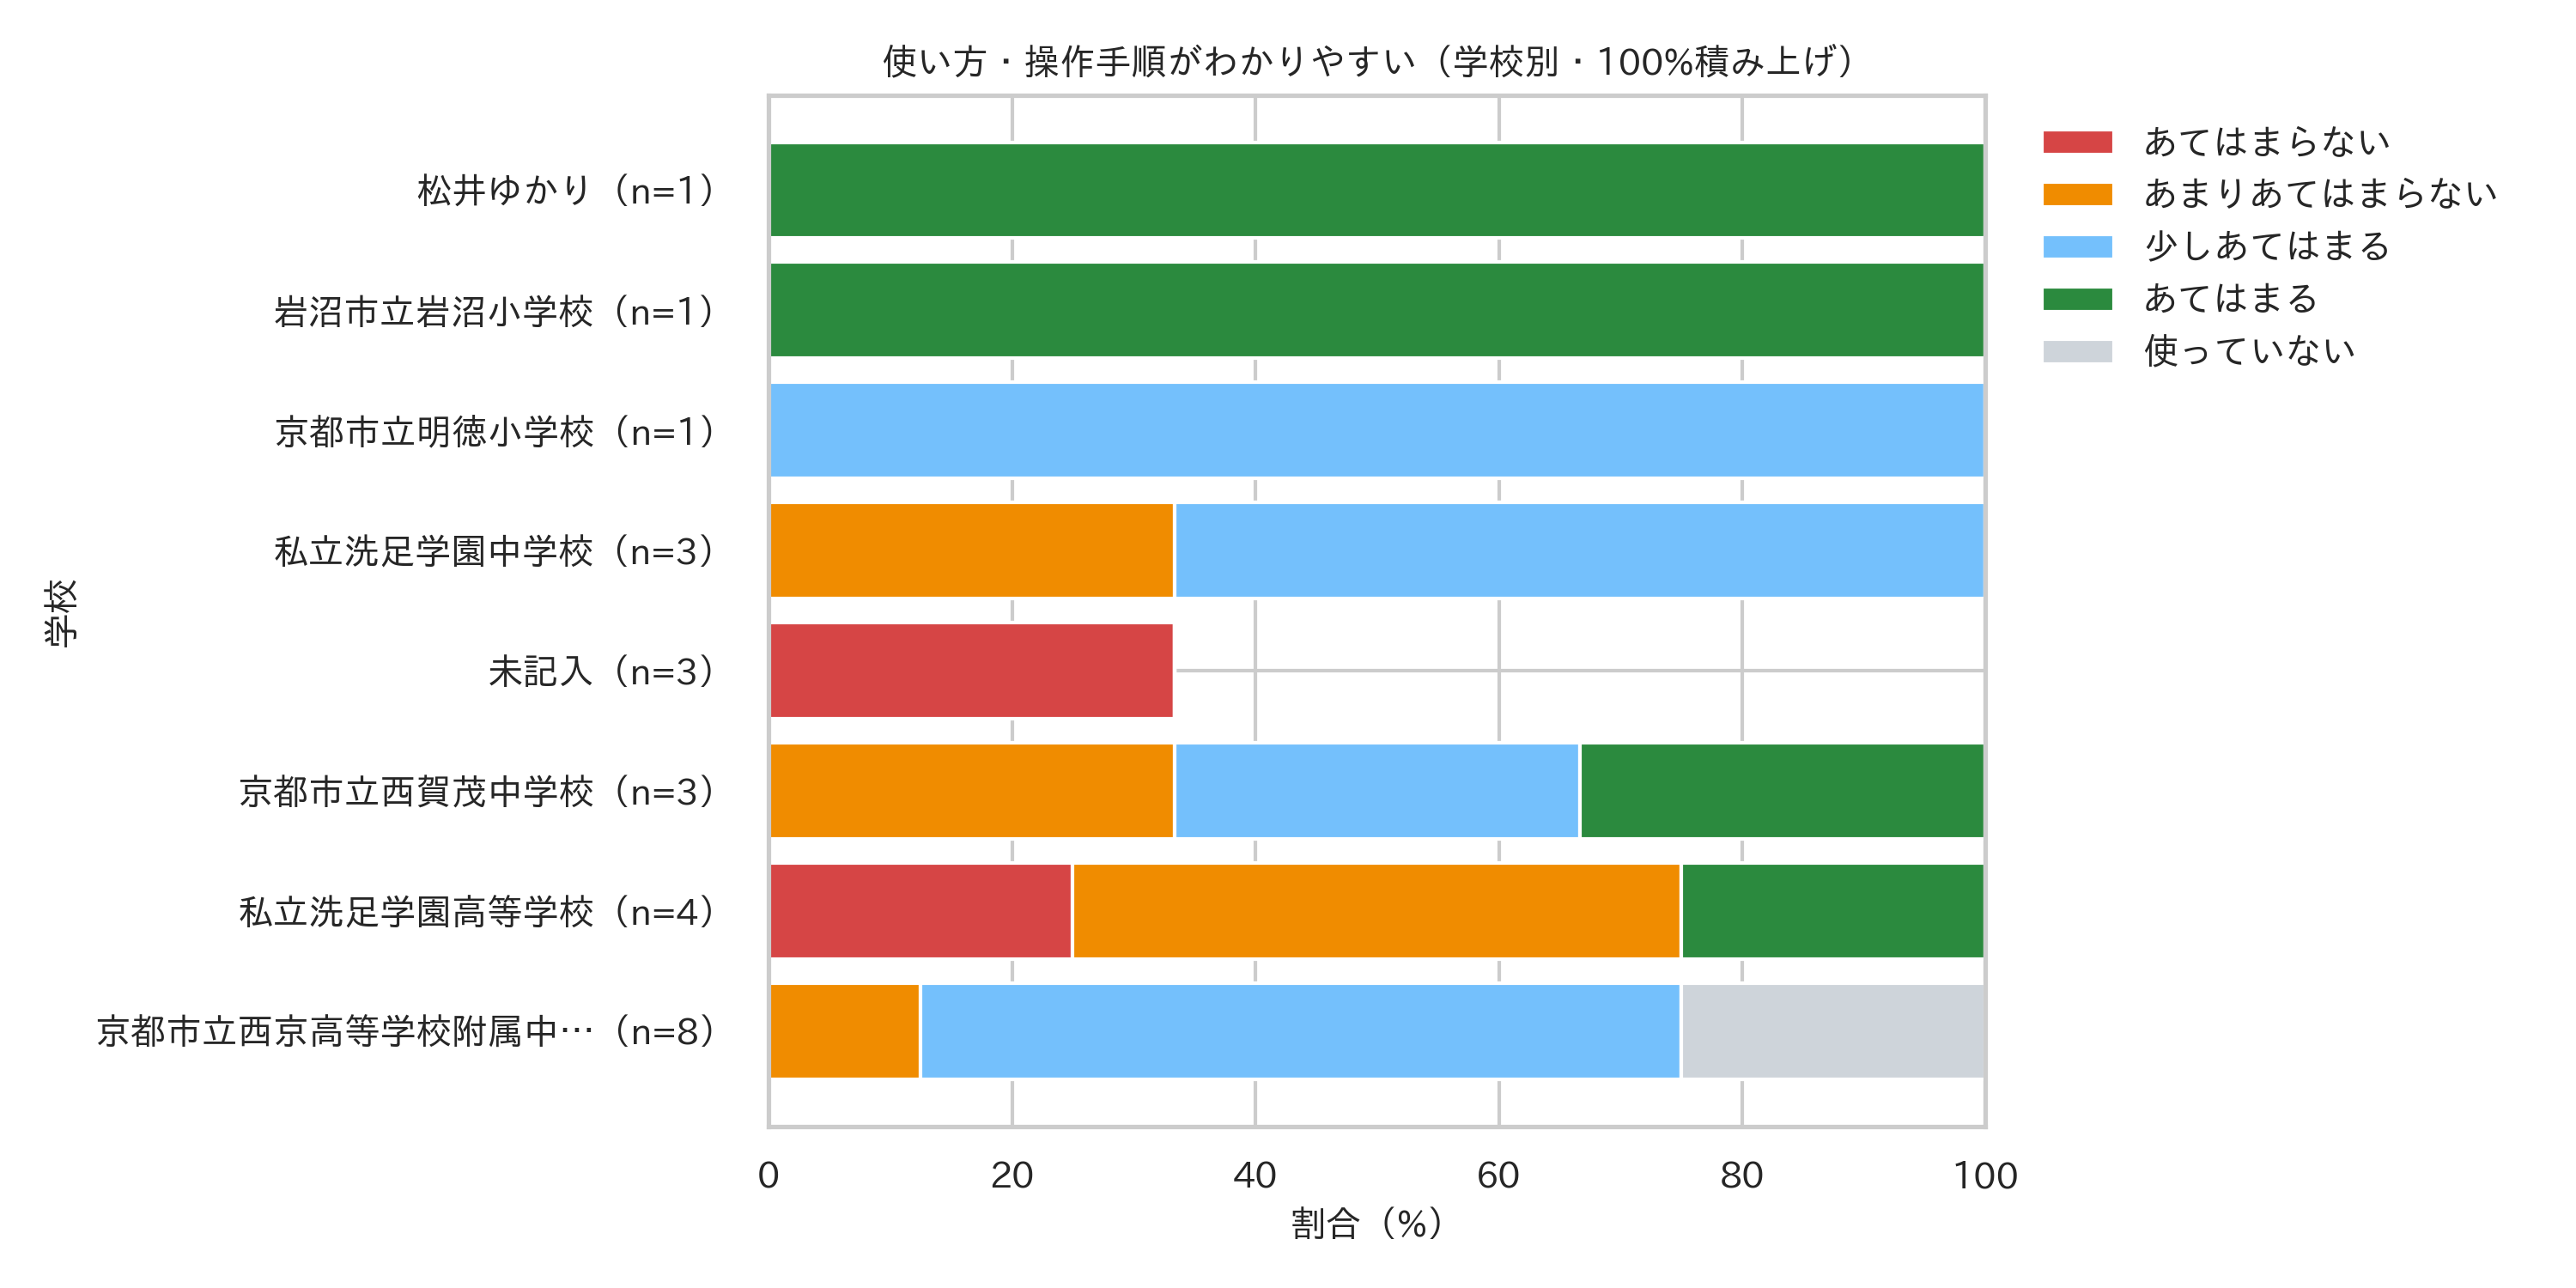 使い方・操作手順がわかりやすい（学校別・100%積み上げ）
あてはまらない
あまりあてはまらない
少しあてはまる
あてはまる
使っていない
学校
松井ゆかり（n=1）
岩沼市立岩沼小学校（n=1）
京都市立明徳小学校（n=1）
私立洗足学園中学校（n=3）
未記入（n=3）
京都市立西賀茂中学校（n=3）
私立洗足学園高等学校（n=4）
京都市立西京高等学校附属中…（n=8）
0 20 40 60 80 100
割合（%）